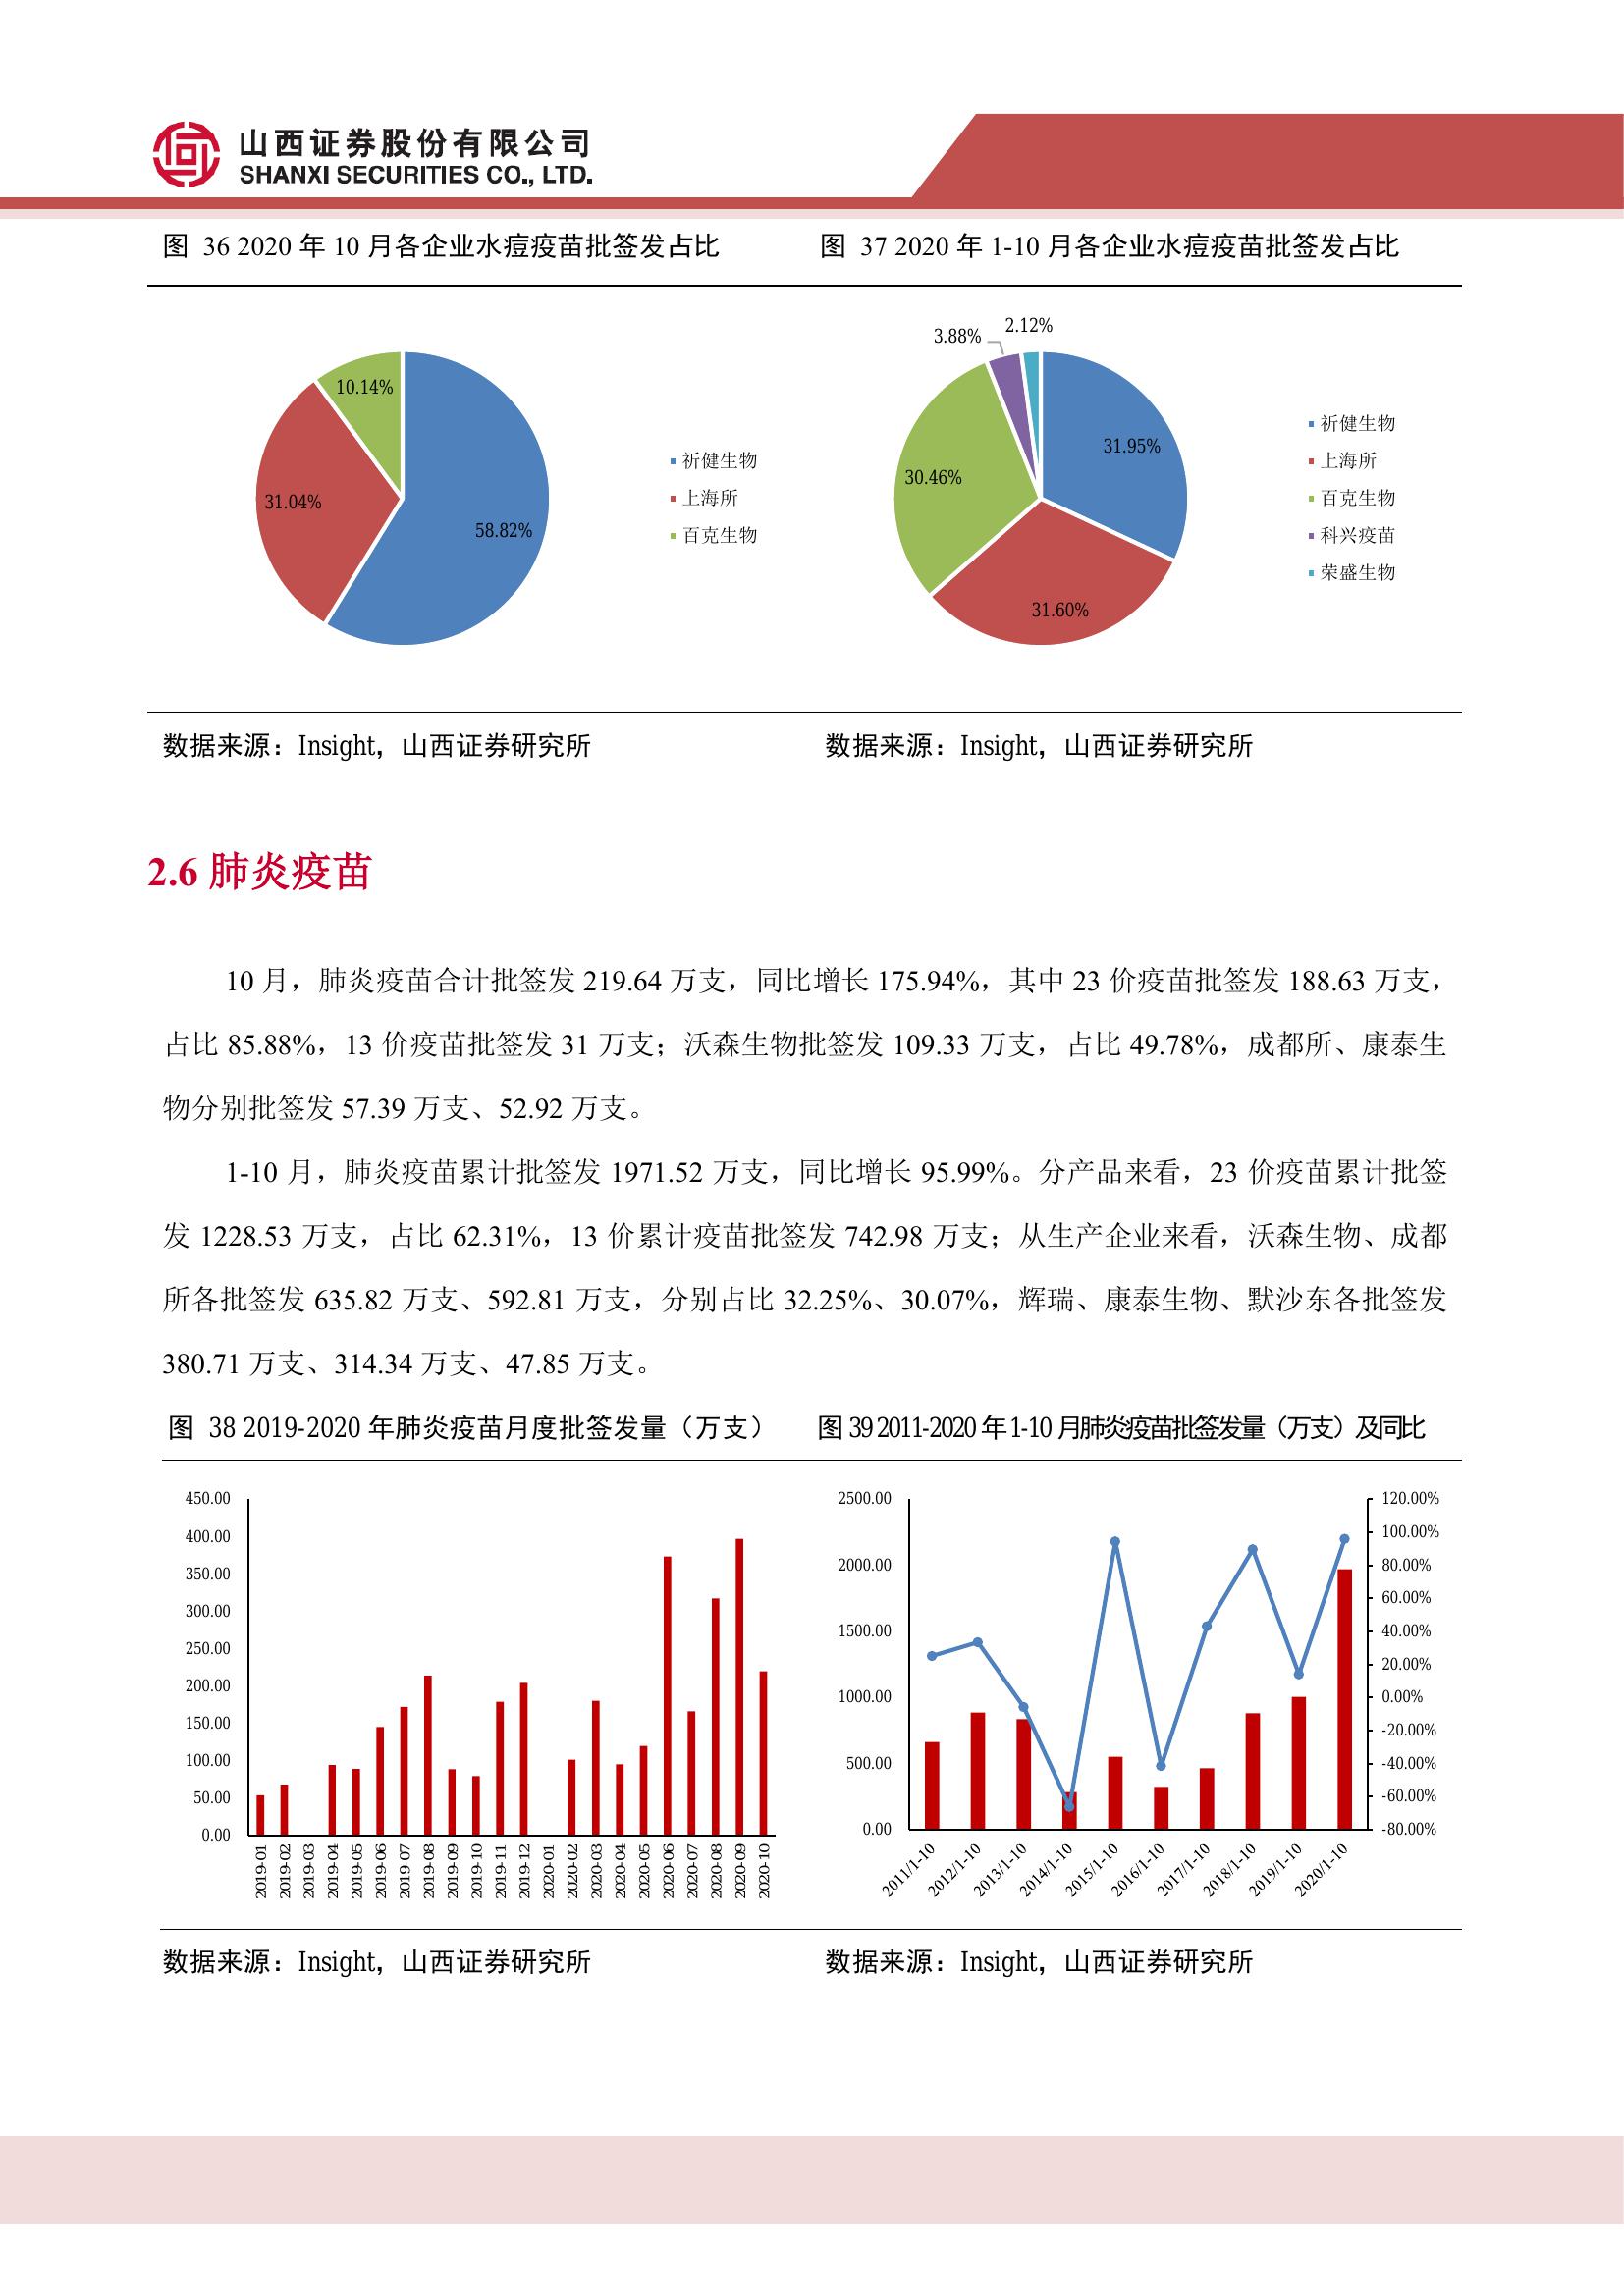 山西证券股份有限公司
SHANXI SECURITIES CO., LTD.
图 36 2020 年 10 月各企业水痘疫苗批签发占比
图 37 2020 年 1-10 月各企业水痘疫苗批签发占比
10.14%
31.04%
58.82%
祈健生物
上海所
百克生物
3.88%
2.12%
31.95%
30.46%
31.60%
祈健生物
上海所
百克生物
科兴疫苗
荣盛生物
数据来源：Insight，山西证券研究所
数据来源：Insight，山西证券研究所
2.6 肺炎疫苗
10 月，肺炎疫苗合计批签发 219.64 万支，同比增长 175.94%，其中 23 价疫苗批签发 188.63 万支，
占比 85.88%，13 价疫苗批签发 31 万支；沃森生物批签发 109.33 万支，占比 49.78%，成都所、康泰生
物分别批签发 57.39 万支、52.92 万支。
1-10 月，肺炎疫苗累计批签发 1971.52 万支，同比增长 95.99%。分产品来看，23 价疫苗累计批签
发 1228.53 万支，占比 62.31%，13 价累计疫苗批签发 742.98 万支；从生产企业来看，沃森生物、成都
所各批签发 635.82 万支、592.81 万支，分别占比 32.25%、30.07%，辉瑞、康泰生物、默沙东各批签发
380.71 万支、314.34 万支、47.85 万支。
图 38 2019-2020 年肺炎疫苗月度批签发量（万支）
图 39 2011-2020 年 1-10 月肺炎疫苗批签发量（万支）及同比
450.00
400.00
350.00
300.00
250.00
200.00
150.00
100.00
50.00
0.00
2019-01
2019-02
2019-03
2019-04
2019-05
2019-06
2019-07
2019-08
2019-09
2019-10
2019-11
2019-12
2020-01
2020-02
2020-03
2020-04
2020-05
2020-06
2020-07
2020-08
2020-09
2020-10
2500.00
2000.00
1500.00
1000.00
500.00
0.00
120.00%
100.00%
80.00%
60.00%
40.00%
20.00%
0.00%
-20.00%
-40.00%
-60.00%
-80.00%
2011/1-10
2012/1-10
2013/1-10
2014/1-10
2015/1-10
2016/1-10
2017/1-10
2018/1-10
2019/1-10
2020/1-10
数据来源：Insight，山西证券研究所
数据来源：Insight，山西证券研究所